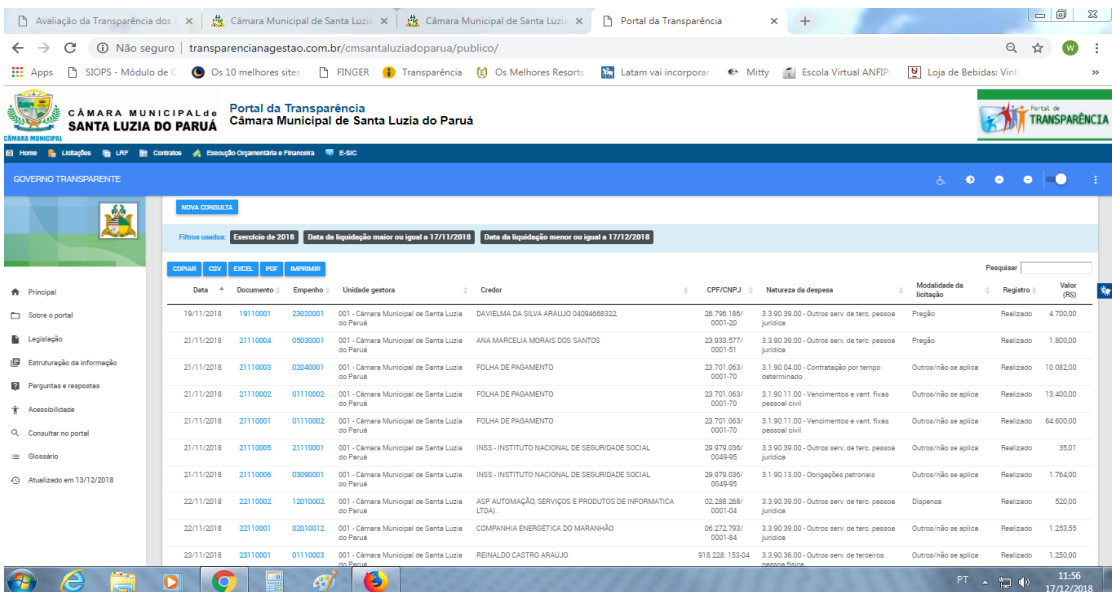 Avaliação da Transparência dos
Câmara Municipal de Santa Luzia
Câmara Municipal de Santa Luzia
Portal da Transparência
Não seguro | transparencianagestao.com.br/cmsantaluziadoparua/publico/
W
Apps SIOPS - Módulo de C Os 10 melhores sites FINGER Transparência Os Melhores Resorts Latam vai incorporar Mitty Escola Virtual ANFIP: Loja de Bebidas: Vinh »
CÂMARA MUNICIPAL de
SANTA LUZIA DO PARUÁ
CÂMARA MUNICIPAL
Portal da Transparência
Câmara Municipal de Santa Luzia do Paruá
Portal da
TRANSPARÊNCIA
Home Licitações LRF Contratos Execução Orçamentária e Financeira E-SIC
GOVERNO TRANSPARENTE
NOVA CONSULTA
Filtros usados: Exercício de 2018 Data da liquidação maior ou igual a 17/11/2018 Data da liquidação menor ou igual a 17/12/2018
COPIAR CSV EXCEL PDF IMPRIMIR Pesquisar
Principal
Sobre o portal
Legislação
Estruturação da informação
Perguntas e respostas
Acessibilidade
Consultar no portal
Glossário
Atualizado em 13/12/2018
Data Documento Empenho Unidade gestora Credor CPF/CNPJ Natureza da despesa Modalidade da licitação Registro Valor (R$)
19/11/2018 19110001 23020001 001 - Câmara Municipal de Santa Luzia DAVIELMA DA SILVA ARAUJO 04094668322. 26.796.186/ 3.3.90.39.00 - Outros serv. de terc. pessoa Pregão Realizado 4.700,00
do Paruá 0001-20 jurídica
21/11/2018 21110004 05030001 001 - Câmara Municipal de Santa Luzia ANA MARCELIA MORAIS DOS SANTOS 23.933.577/ 3.3.90.39.00 - Outros serv. de terc. pessoa Pregão Realizado 1.800,00
do Paruá 0001-51 jurídica
21/11/2018 21110003 02040001 001 - Câmara Municipal de Santa Luzia FOLHA DE PAGAMENTO 23.701.063/ 3.1.90.04.00 - Contratação por tempo Outros/não se aplica Realizado 10.082,00
do Paruá 0001-70 determinado
21/11/2018 21110002 01110002 001 - Câmara Municipal de Santa Luzia FOLHA DE PAGAMENTO 23.701.063/ 3.1.90.11.00 - Vencimentos e vant. fixas Outros/não se aplica Realizado 13.400,00
do Paruá 0001-70 pessoal civil
21/11/2018 21110001 01110002 001 - Câmara Municipal de Santa Luzia FOLHA DE PAGAMENTO 23.701.063/ 3.1.90.11.00 - Vencimentos e vant. fixas Outros/não se aplica Realizado 64.600,00
do Paruá 0001-70 pessoal civil
21/11/2018 21110005 21110001 001 - Câmara Municipal de Santa Luzia INSS - INSTITUTO NACIONAL DE SEGURIDADE SOCIAL 29.979.036/ 3.3.90.39.00 - Outros serv. de terc. pessoa Outros/não se aplica Realizado 35,01
do Paruá 0049-95 jurídica
21/11/2018 21110006 03090001 001 - Câmara Municipal de Santa Luzia INSS - INSTITUTO NACIONAL DE SEGURIDADE SOCIAL 29.979.036/ 3.1.90.13.00 - Obrigações patronais Outros/não se aplica Realizado 1.764,00
do Paruá 0049-95
22/11/2018 22110002 12010002 001 - Câmara Municipal de Santa Luzia ASP AUTOMAÇÃO, SERVIÇOS E PRODUTOS DE INFORMATICA 02.288.268/ 3.3.90.39.00 - Outros serv. de terc. pessoa Dispensa Realizado 520,00
do Paruá LTDA). 0001-04 jurídica
22/11/2018 22110001 02010012 001 - Câmara Municipal de Santa Luzia COMPANHIA ENERGÉTICA DO MARANHÃO 06.272.793/ 3.3.90.39.00 - Outros serv. de terc. pessoa Outros/não se aplica Realizado 1.253,55
do Paruá 0001-84 jurídica
23/11/2018 23110001 01110003 001 - Câmara Municipal de Santa Luzia REINALDO CASTRO ARAÚJO 918.228. 153-04 3.3.90.36.00 - Outros serv. de terceiros Outros/não se aplica Realizado 1.250,00
do Paruá pessoa física
PT 11:56
17/12/2018